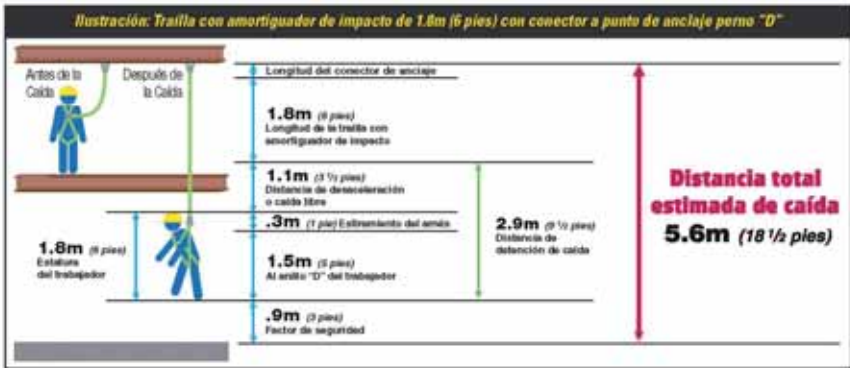 Ilustración: Traílla con amortiguador de impacto de 1.8m (6 pies) con conector a punto de anclaje perno "D"
Antes de la
Caída
Después de
la Caída
Longitud del conector de anclaje
1.8m (6 pies)
Longitud de la traílla con
amortiguador de impacto
1.1m (3 ½ pies)
Distancia de desaceleración
o caída libre
.3m (1 pie) Estiramiento del arnés
1.8m (6 pies)
Estatura
del trabajador
1.5m (5 pies)
Al anillo "D" del trabajador
2.9m (9 ½ pies)
Distancia de
detención de caída
.9m (3 pies)
Factor de seguridad
Distancia total
estimada de caída
5.6m (18 ½ pies)